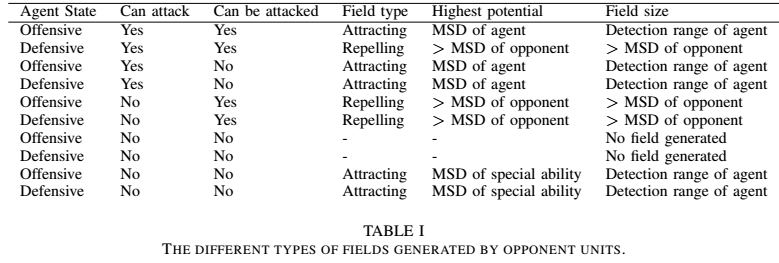 Agent State Can attack Can be attacked Field type Highest potential Field size
Offensive Yes Yes Attracting MSD of agent Detection range of agent
Defensive Yes Yes Repelling > MSD of opponent > MSD of opponent
Offensive Yes No Attracting MSD of agent Detection range of agent
Defensive Yes No Attracting MSD of agent Detection range of agent
Offensive No Yes Repelling > MSD of opponent > MSD of opponent
Defensive No Yes Repelling > MSD of opponent > MSD of opponent
Offensive No No - - No field generated
Defensive No No - - No field generated
Offensive No No Attracting MSD of special ability Detection range of agent
Defensive No No Attracting MSD of special ability Detection range of agent
TABLE I
THE DIFFERENT TYPES OF FIELDS GENERATED BY OPPONENT UNITS.